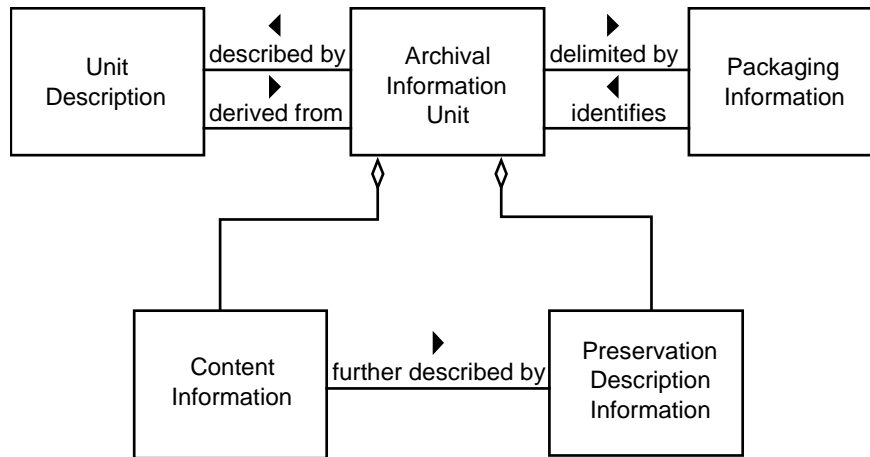 Unit
Description
described by
derived from
Archival
Information
Unit
delimited by
identifies
Packaging
Information
Content
Information
further described by
Preservation
Description
Information